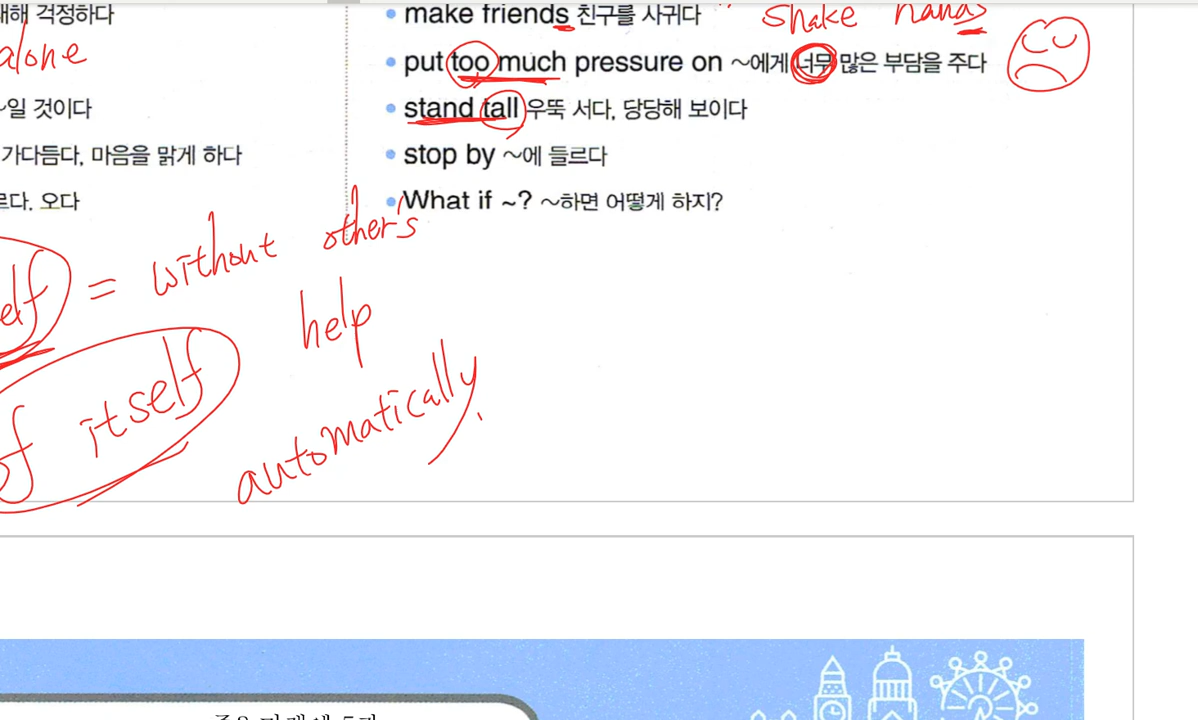 대해 걱정하다
alone
~일 것이다
가다듬다, 마음을 맑게 하다
르다. 오다
• make friends 친구를 사귀다 " shake hands
• put too much pressure on ~에게 너무 많은 부담을 주다
• stand tall 우뚝 서다, 당당해 보이다
• stop by ~에 들르다
• What if ~? ~하면 어떻게 하지?
elf = without other's
help
of itself
automatically